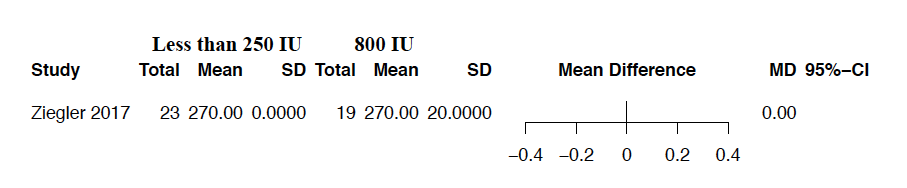 Less than 250 IU 800 IU
Study Total Mean SD Total Mean SD Mean Difference MD 95%−CI
Ziegler 2017 23 270.00 0.0000 19 270.00 20.0000 0.00
−0.4 −0.2 0 0.2 0.4